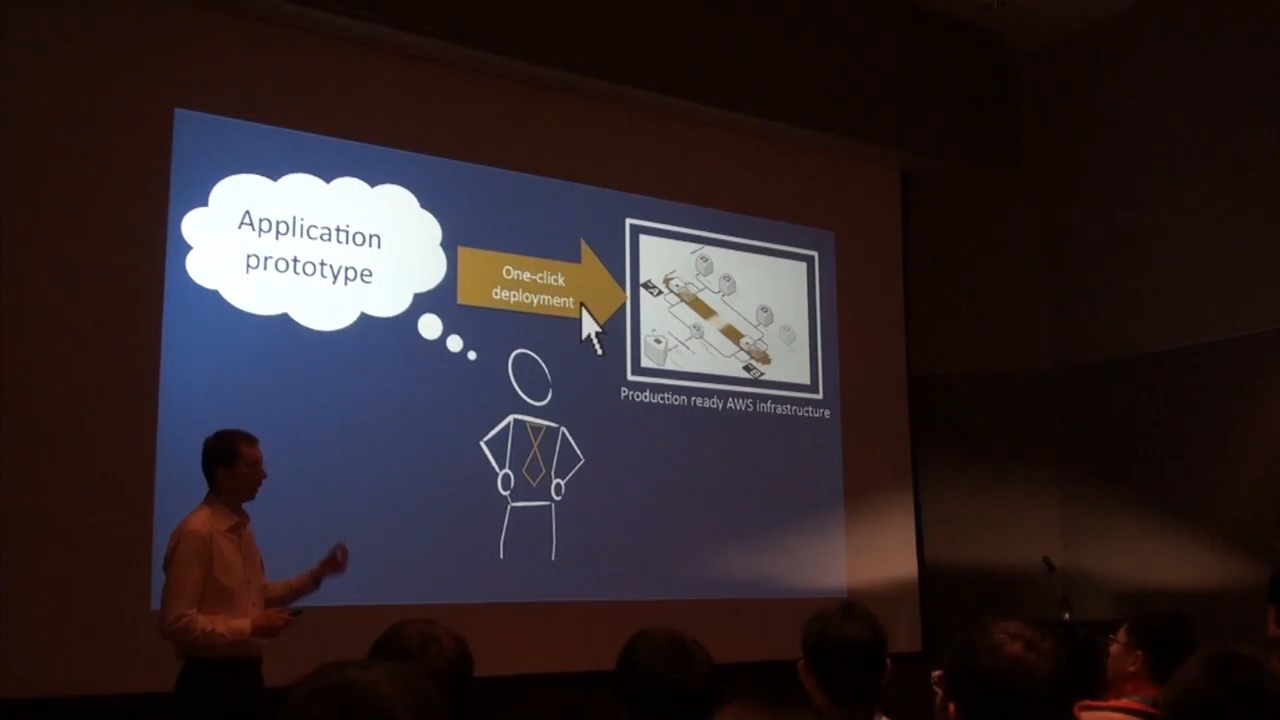 Application
prototype
One-click
deployment
Production ready AWS infrastructure